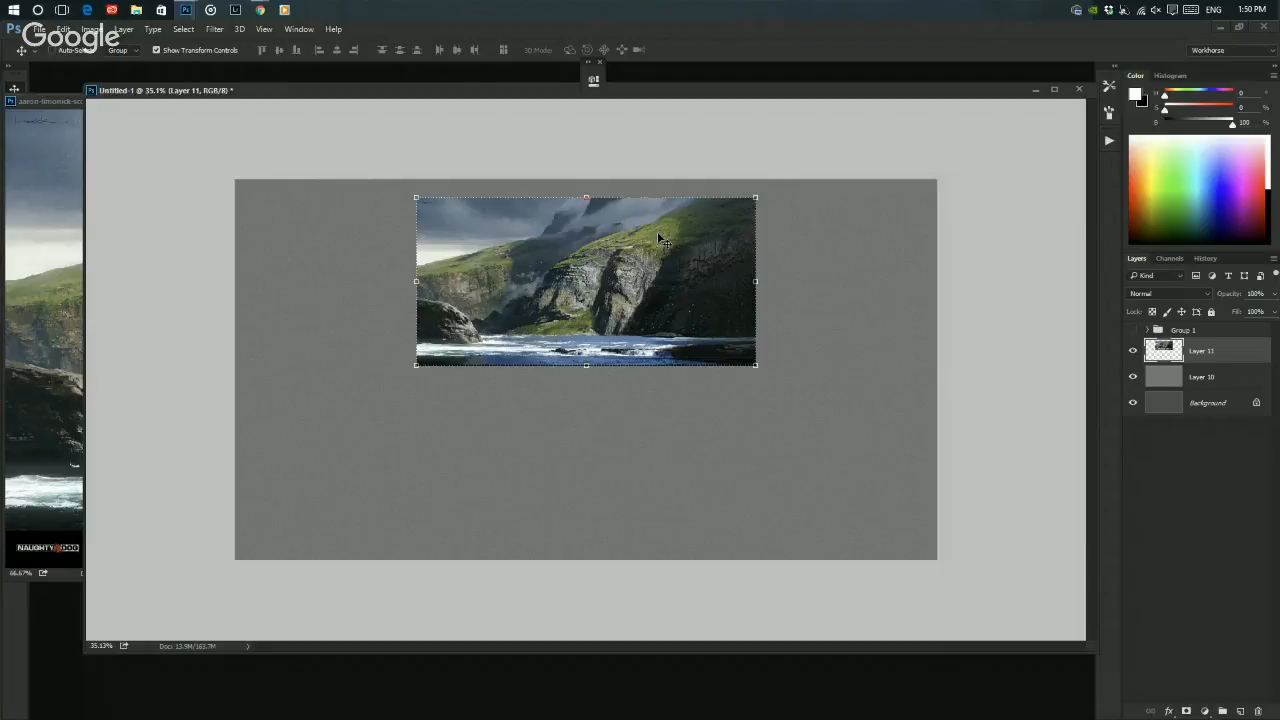 ENG
1:50 PM
Ps
File Edit Image Layer Type Select Filter 3D View Window Help
Google
Auto-Select: Group Show Transform Controls 3D Mode:
Workhorse
aaron-limonick-sc
Untitled-1 @ 35.1% (Layer 11, RGB/8) *
Color Histogram
H 0 °
S 0 %
B 100 %
Layers Channels History
Kind
Normal Opacity: 100%
Lock: Fill: 100%
Group 1
Layer 11
Layer 10
Background
NAUGHTY DOG
66.67%
35.13% Doc: 13.9M/163.7M
fx